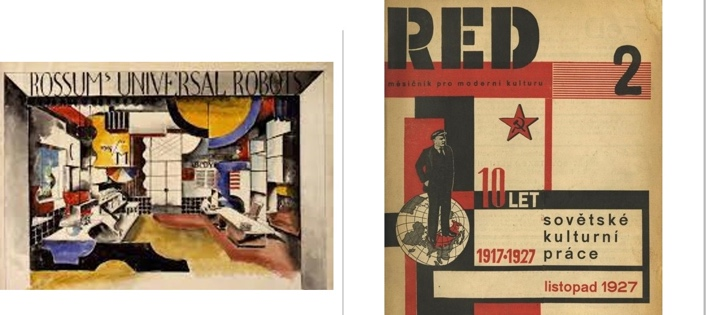 ROSSUM'S UNIVERSAL ROBOTS
RED
2
měsíčník pro moderní kulturu
10 LET
sovětské
kulturní
práce
1917-1927
listopad 1927